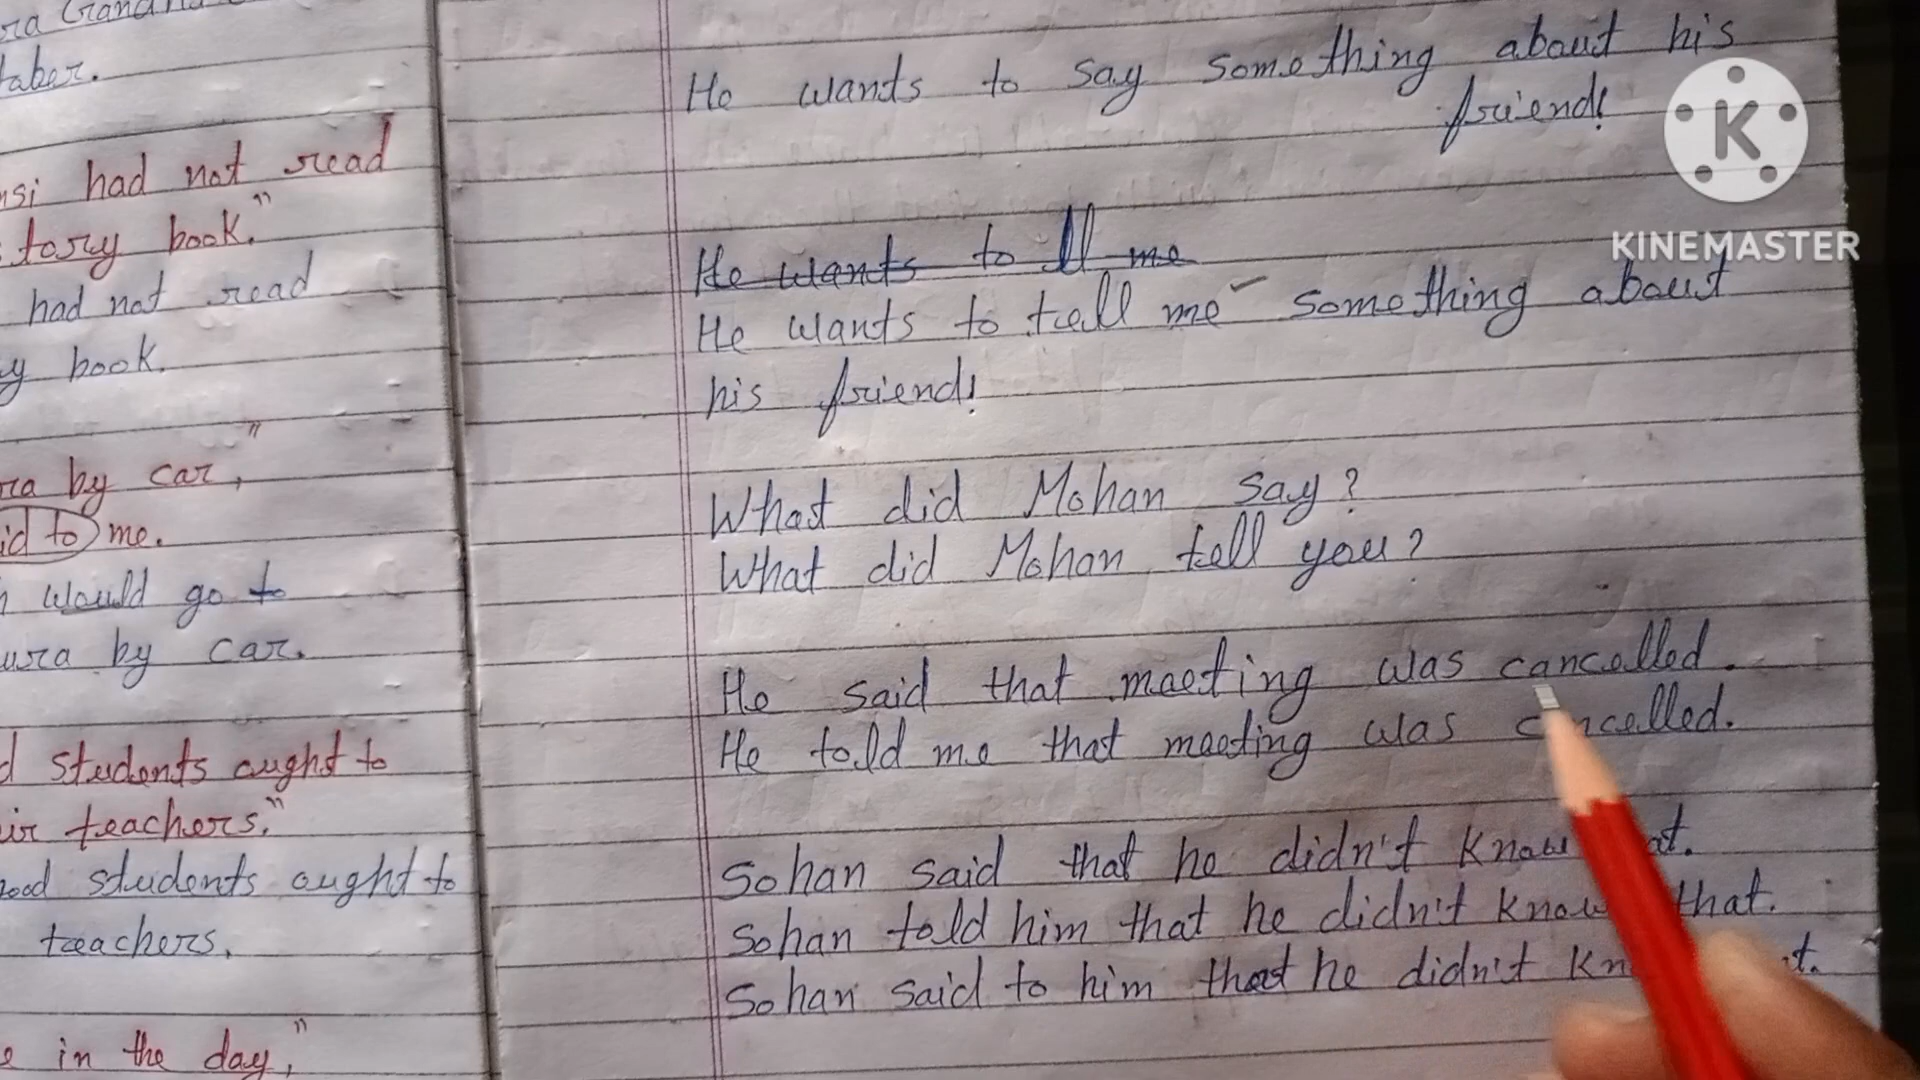 taber.
had not read
tory book."
had not read
y book.
by car,"
to me.
would go to
by car.
students ought to
teachers."
students ought to
teachers.
in the day,"
He wants to say something about his
friend!
He wants to ll me
He wants to tell me something about
his friend!
What did Mohan say?
What did Mohan tell you?
He said that meeting was cancelled.
He told me that meeting was cancelled.
Sohan said that he didn't know
Sohan told him that he didn't know that.
Sohan said to him that he didn't
K
KINEMASTER